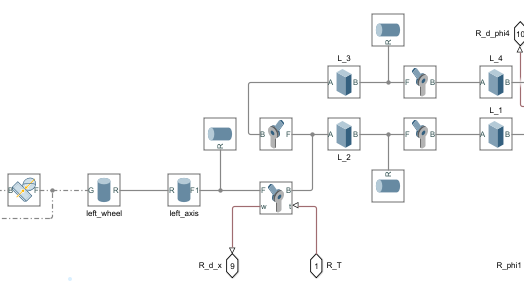 R_d_phi4
10
R
L_3
L_4
A B
F B
A B
L_1
R
B F
A B
F B
A B
L_2
R
B F
G R
R F1
F B
w t
left_wheel
left_axis
R_d_x
9
1
R_T
R_phi1